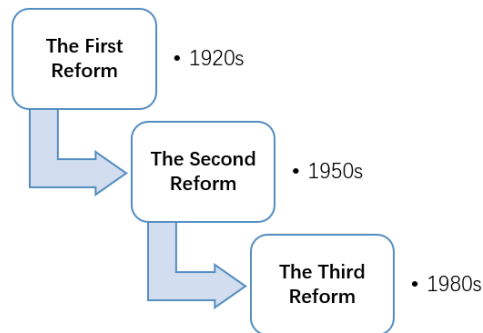 The First
Reform
• 1920s
The Second
Reform
• 1950s
The Third
Reform
• 1980s